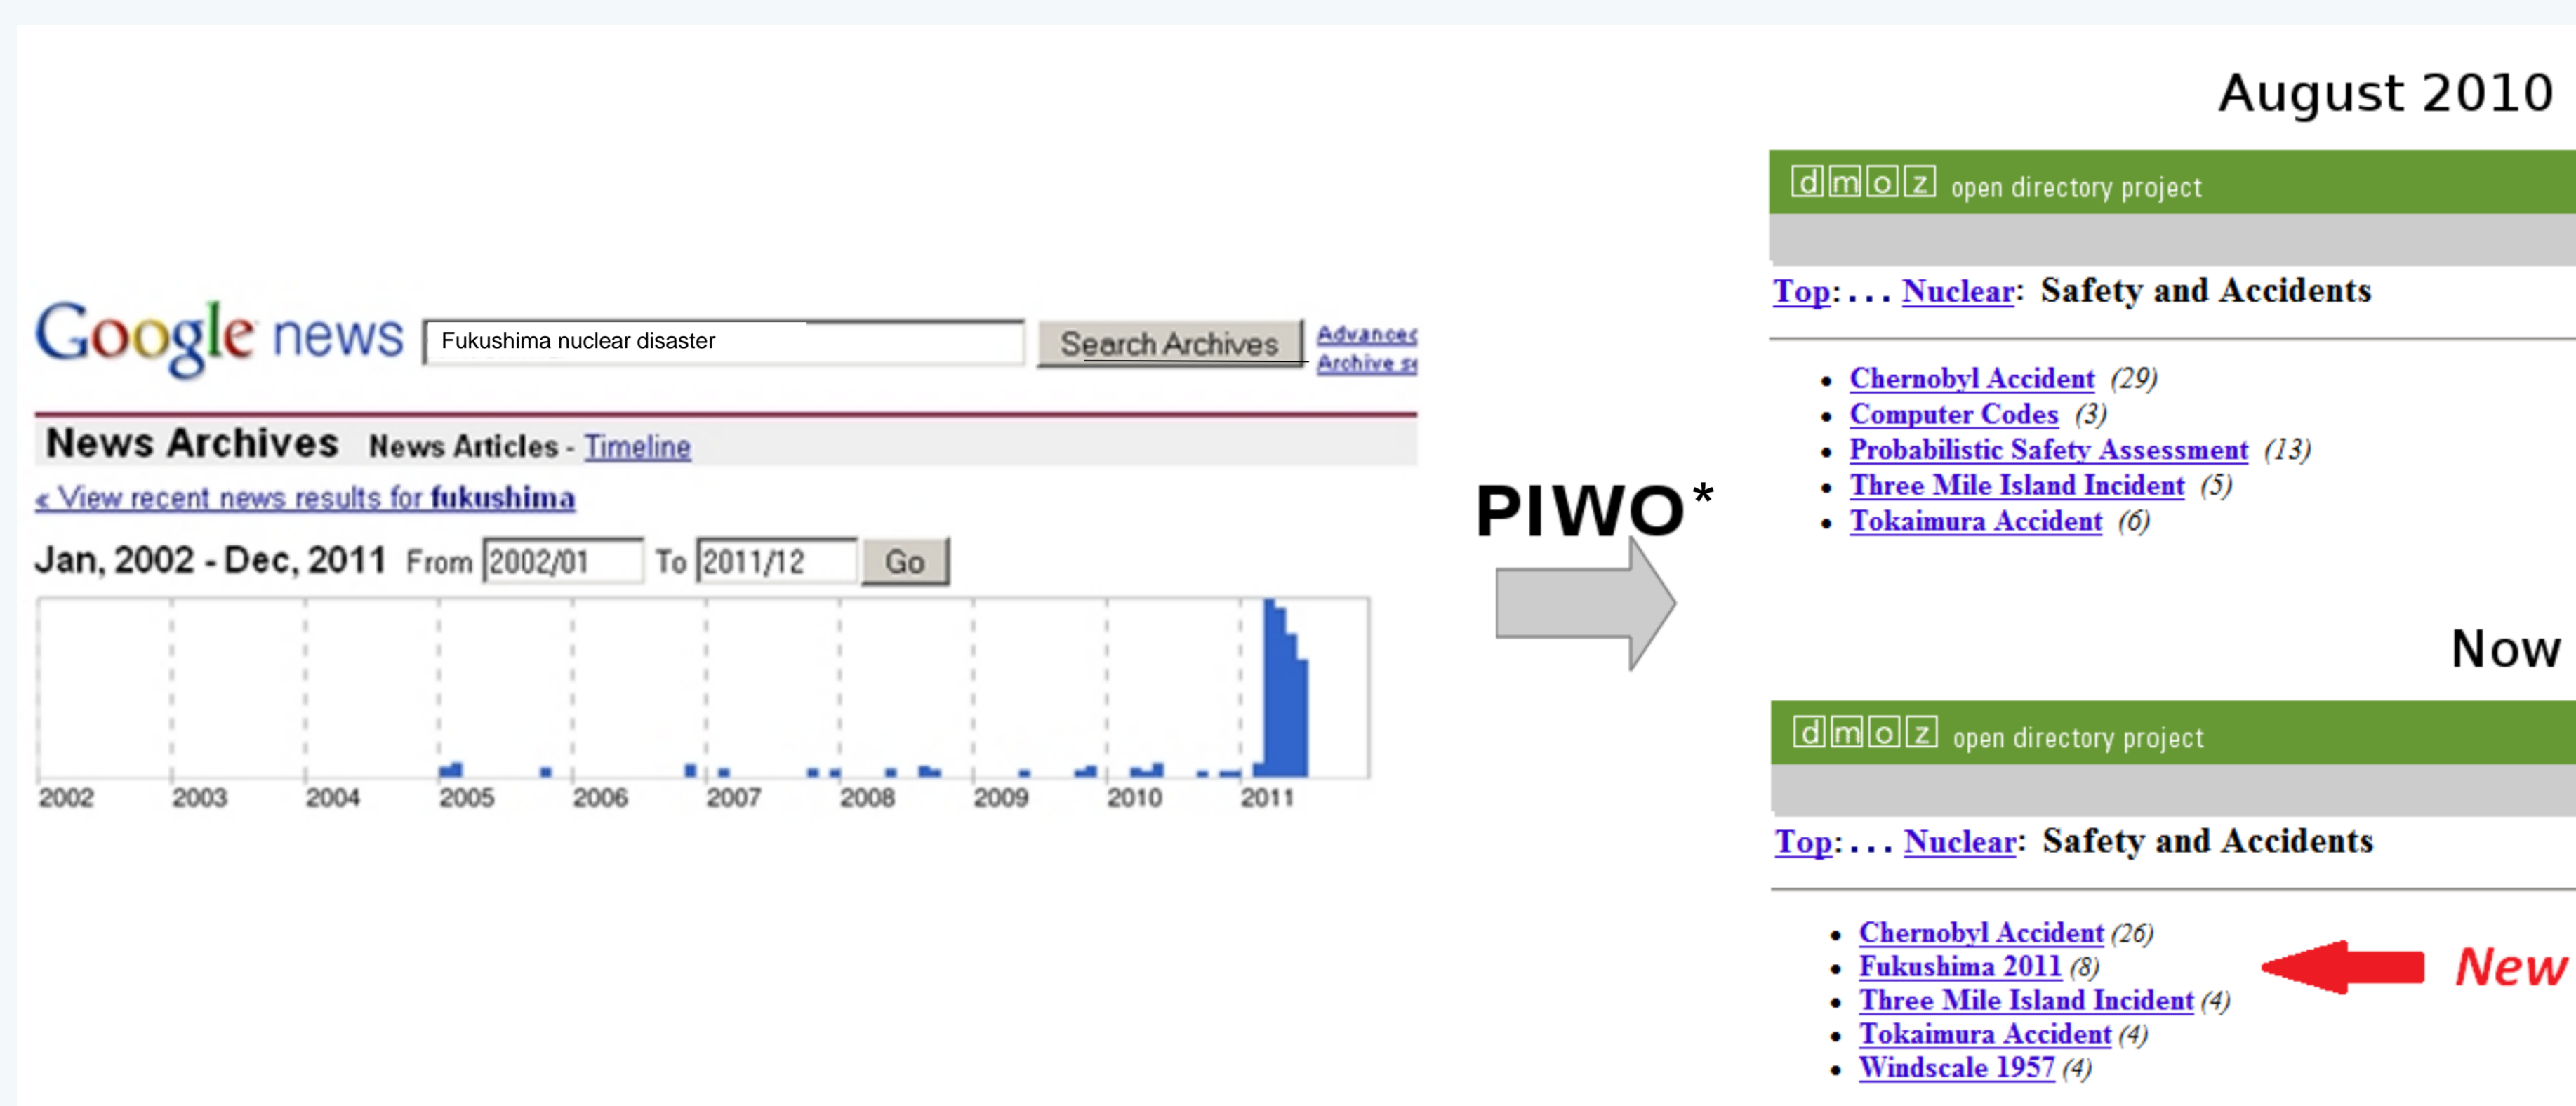 August 2010
dmoz open directory project
Top: . . . Nuclear: Safety and Accidents
Chernobyl Accident (29)
Computer Codes (3)
Probabilistic Safety Assessment (13)
Three Mile Island Incident (5)
Tokaimura Accident (6)
Google news Fukushima nuclear disaster Search Archives
Archive
News Archives News Articles - Timeline
« View recent news results for fukushima
Jan, 2002 - Dec, 2011 From 2002/01 To 2011/12 Go
2002 2003 2004 2005 2006 2007 2008 2009 2010 2011
PIWO*
Now
dmoz open directory project
Top: . . . Nuclear: Safety and Accidents
Chernobyl Accident (26)
Fukushima 2011 (8)
New
Three Mile Island Incident (4)
Tokaimura Accident (4)
Windscale 1957 (4)